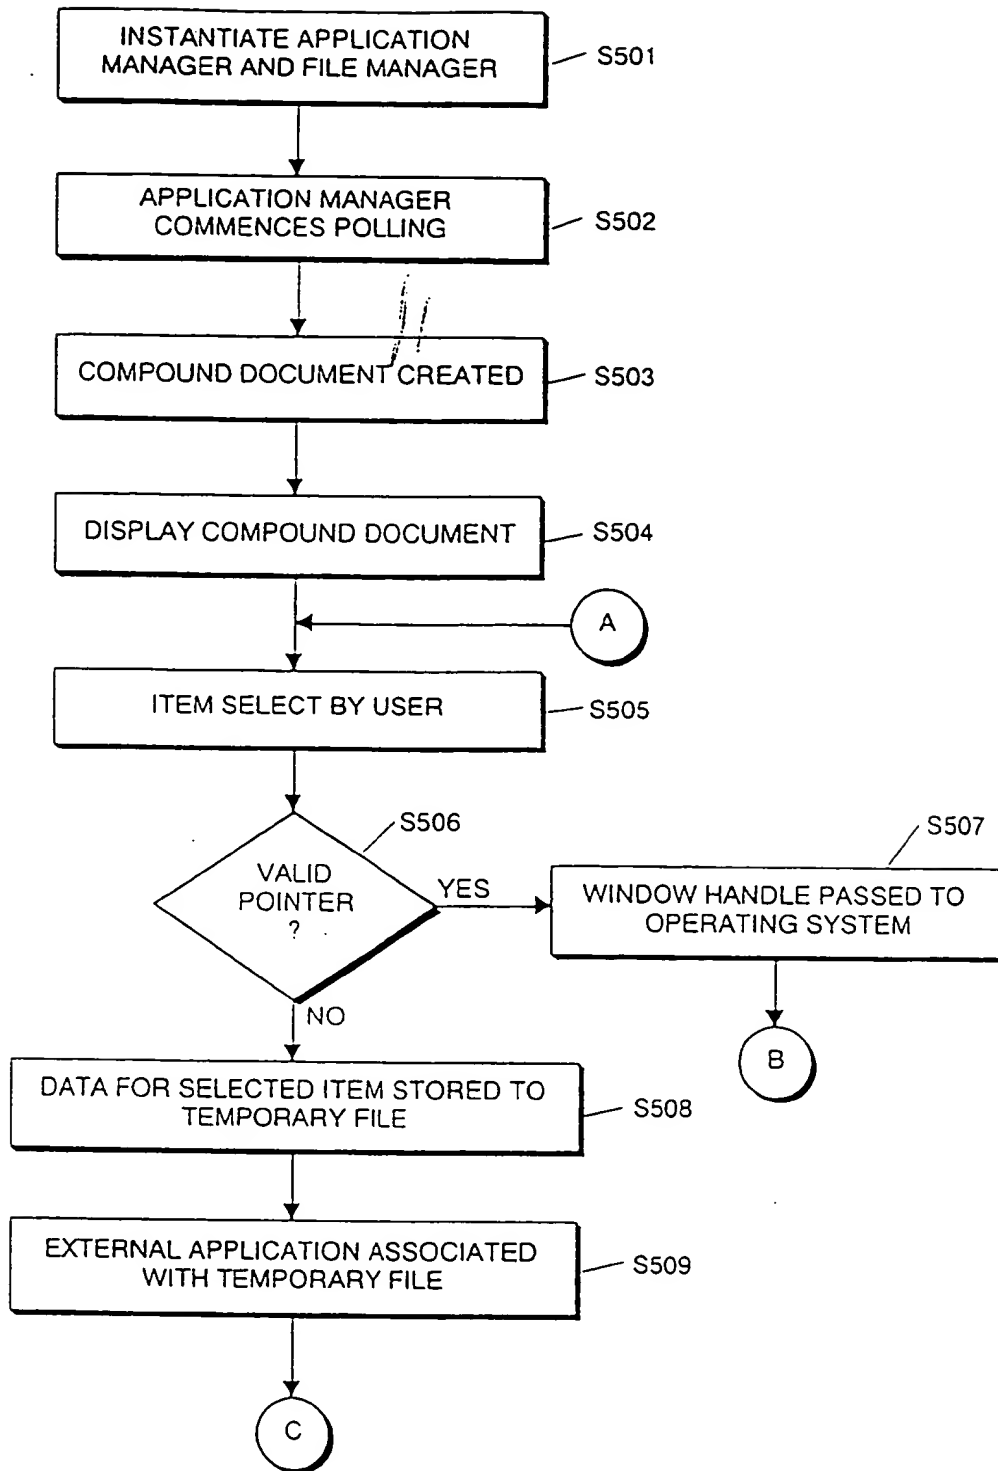 INSTANTIATE APPLICATION
MANAGER AND FILE MANAGER
S501
APPLICATION MANAGER
COMMENCES POLLING
S502
COMPOUND DOCUMENT CREATED
S503
DISPLAY COMPOUND DOCUMENT
S504
A
ITEM SELECT BY USER
S505
S506
VALID
POINTER
?
YES
S507
WINDOW HANDLE PASSED TO
OPERATING SYSTEM
B
NO
DATA FOR SELECTED ITEM STORED TO
TEMPORARY FILE
S508
EXTERNAL APPLICATION ASSOCIATED
WITH TEMPORARY FILE
S509
C